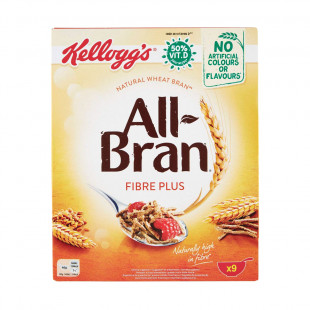 Kellogg's
50%
VIT.D
NO
ARTIFICIAL
COLOURS
OR
FLAVOURS
NATURAL WHEAT BRAN
All-
Bran
FIBRE PLUS
Naturally high
in fibre
x9